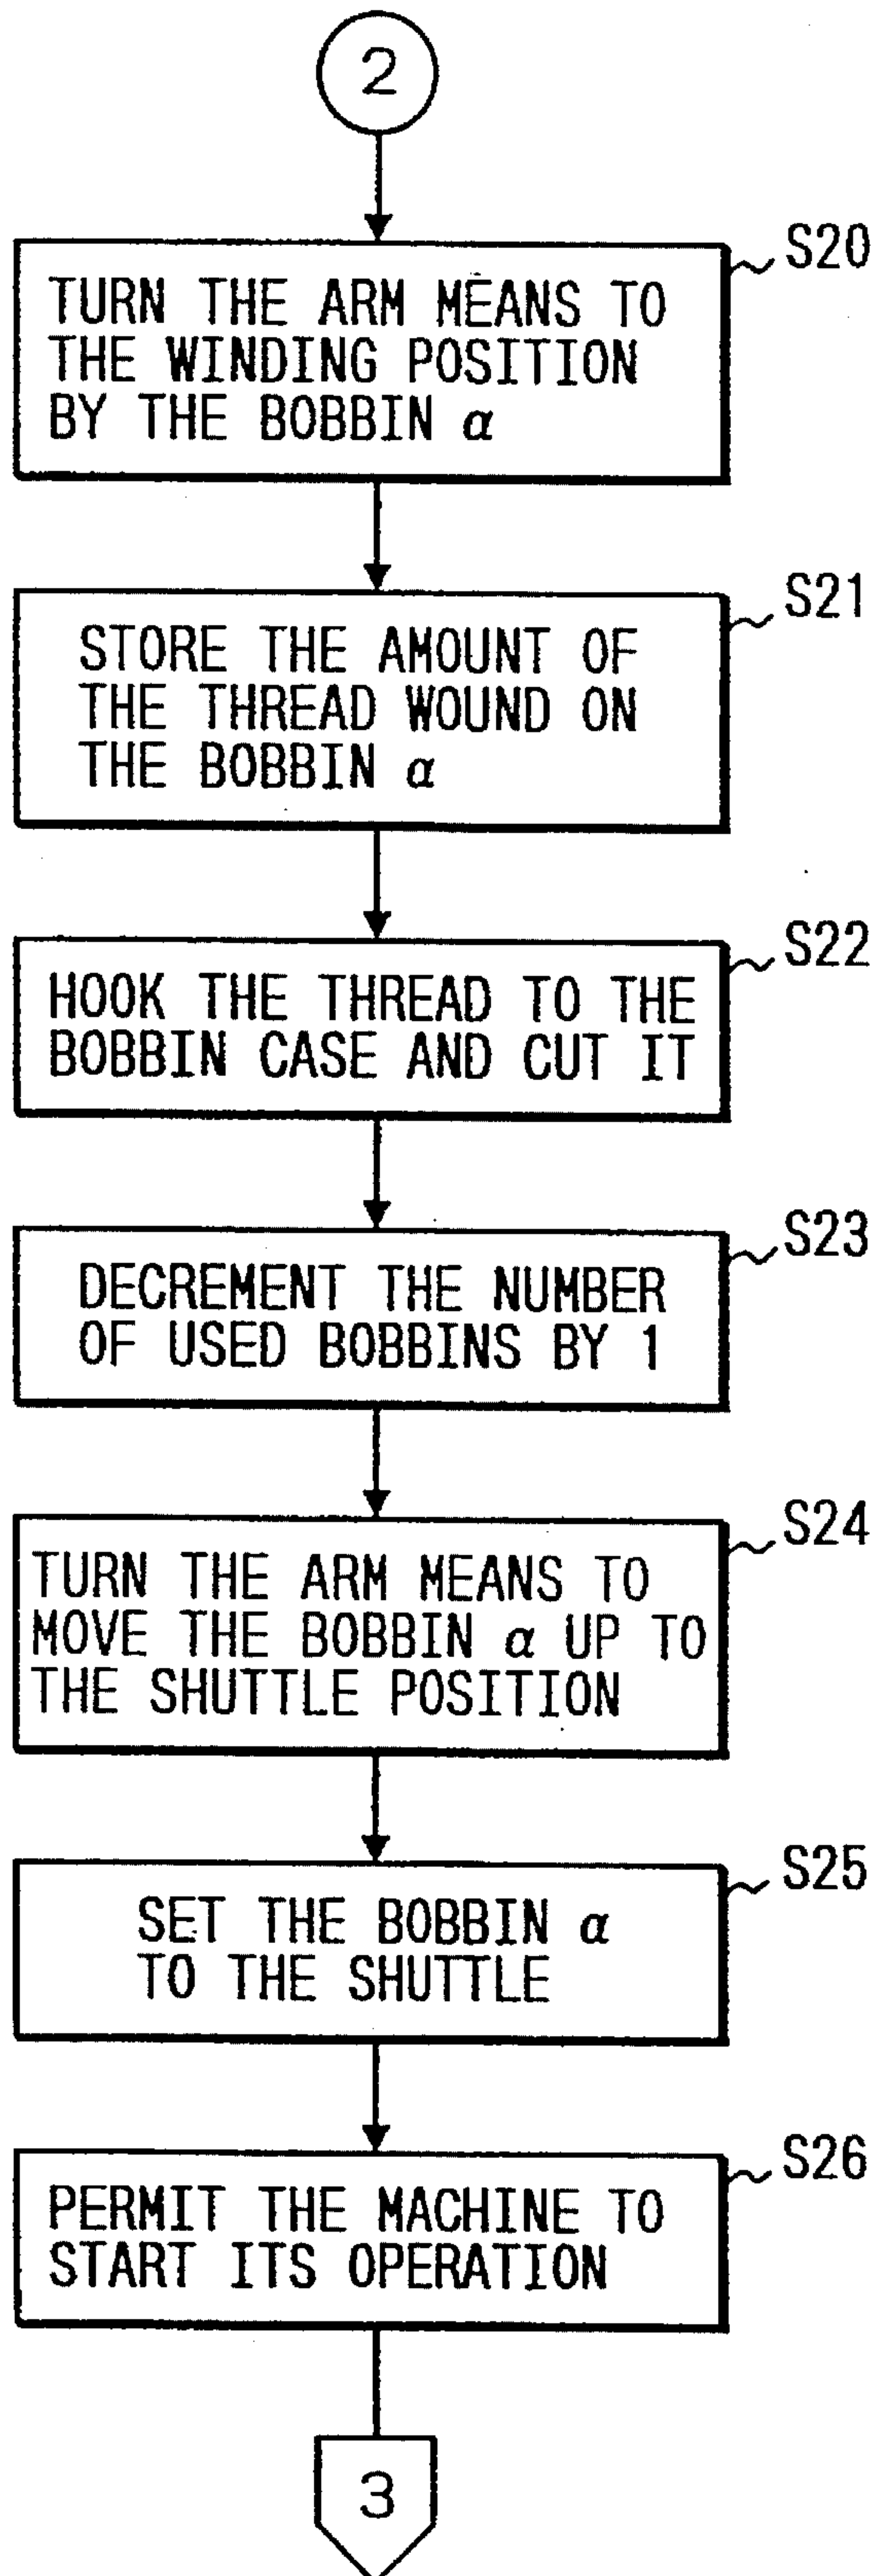 2
S20
TURN THE ARM MEANS TO
THE WINDING POSITION
BY THE BOBBIN α
S21
STORE THE AMOUNT OF
THE THREAD WOUND ON
THE BOBBIN α
S22
HOOK THE THREAD TO THE
BOBBIN CASE AND CUT IT
S23
DECREMENT THE NUMBER
OF USED BOBBINS BY 1
S24
TURN THE ARM MEANS TO
MOVE THE BOBBIN α UP TO
THE SHUTTLE POSITION
S25
SET THE BOBBIN α
TO THE SHUTTLE
S26
PERMIT THE MACHINE TO
START ITS OPERATION
3